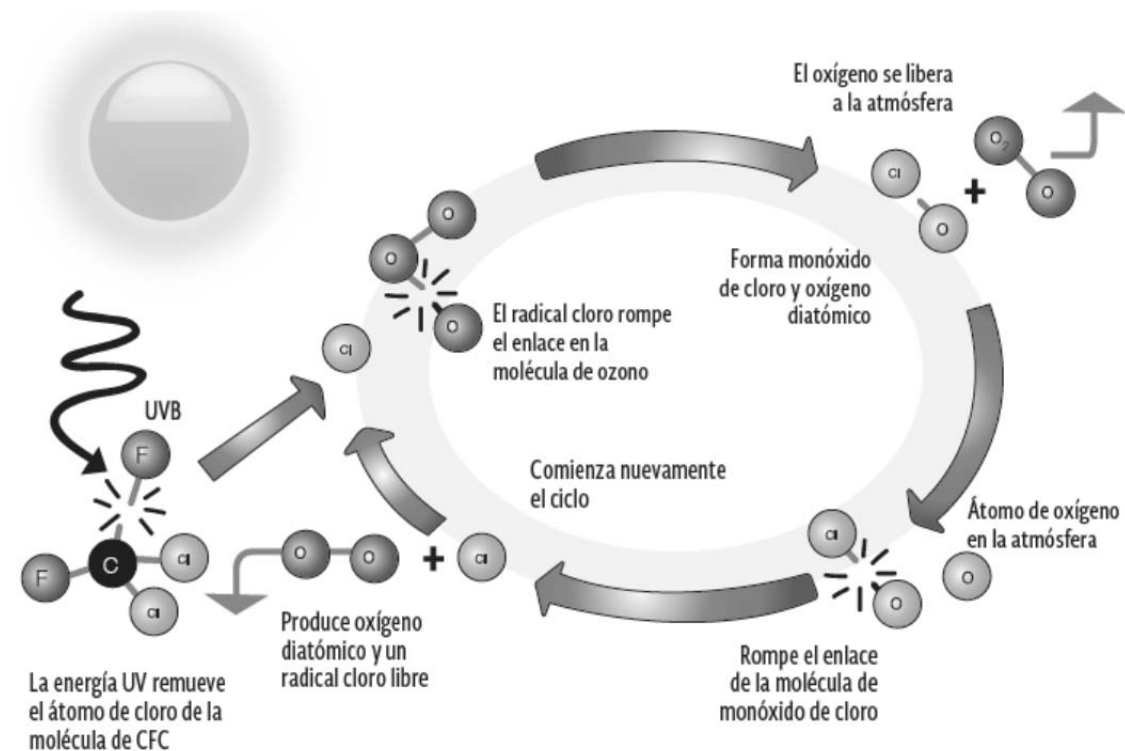 El oxígeno se libera
a la atmósfera
O₂
O
Cl
O
O
O
O
Cl
El radical cloro rompe
el enlace en la
molécula de ozono
Forma monóxido
de cloro y oxígeno
diatómico
UVB
F
F
C
Cl
Cl
Comienza nuevamente
el ciclo
O
O
+
Cl
Cl
O
O
+
Átomo de oxígeno
en la atmósfera
Produce oxígeno
diatómico y un
radical cloro libre
Rompe el enlace
de la molécula de
monóxido de cloro
La energía UV remueve
el átomo de cloro de la
molécula de CFC